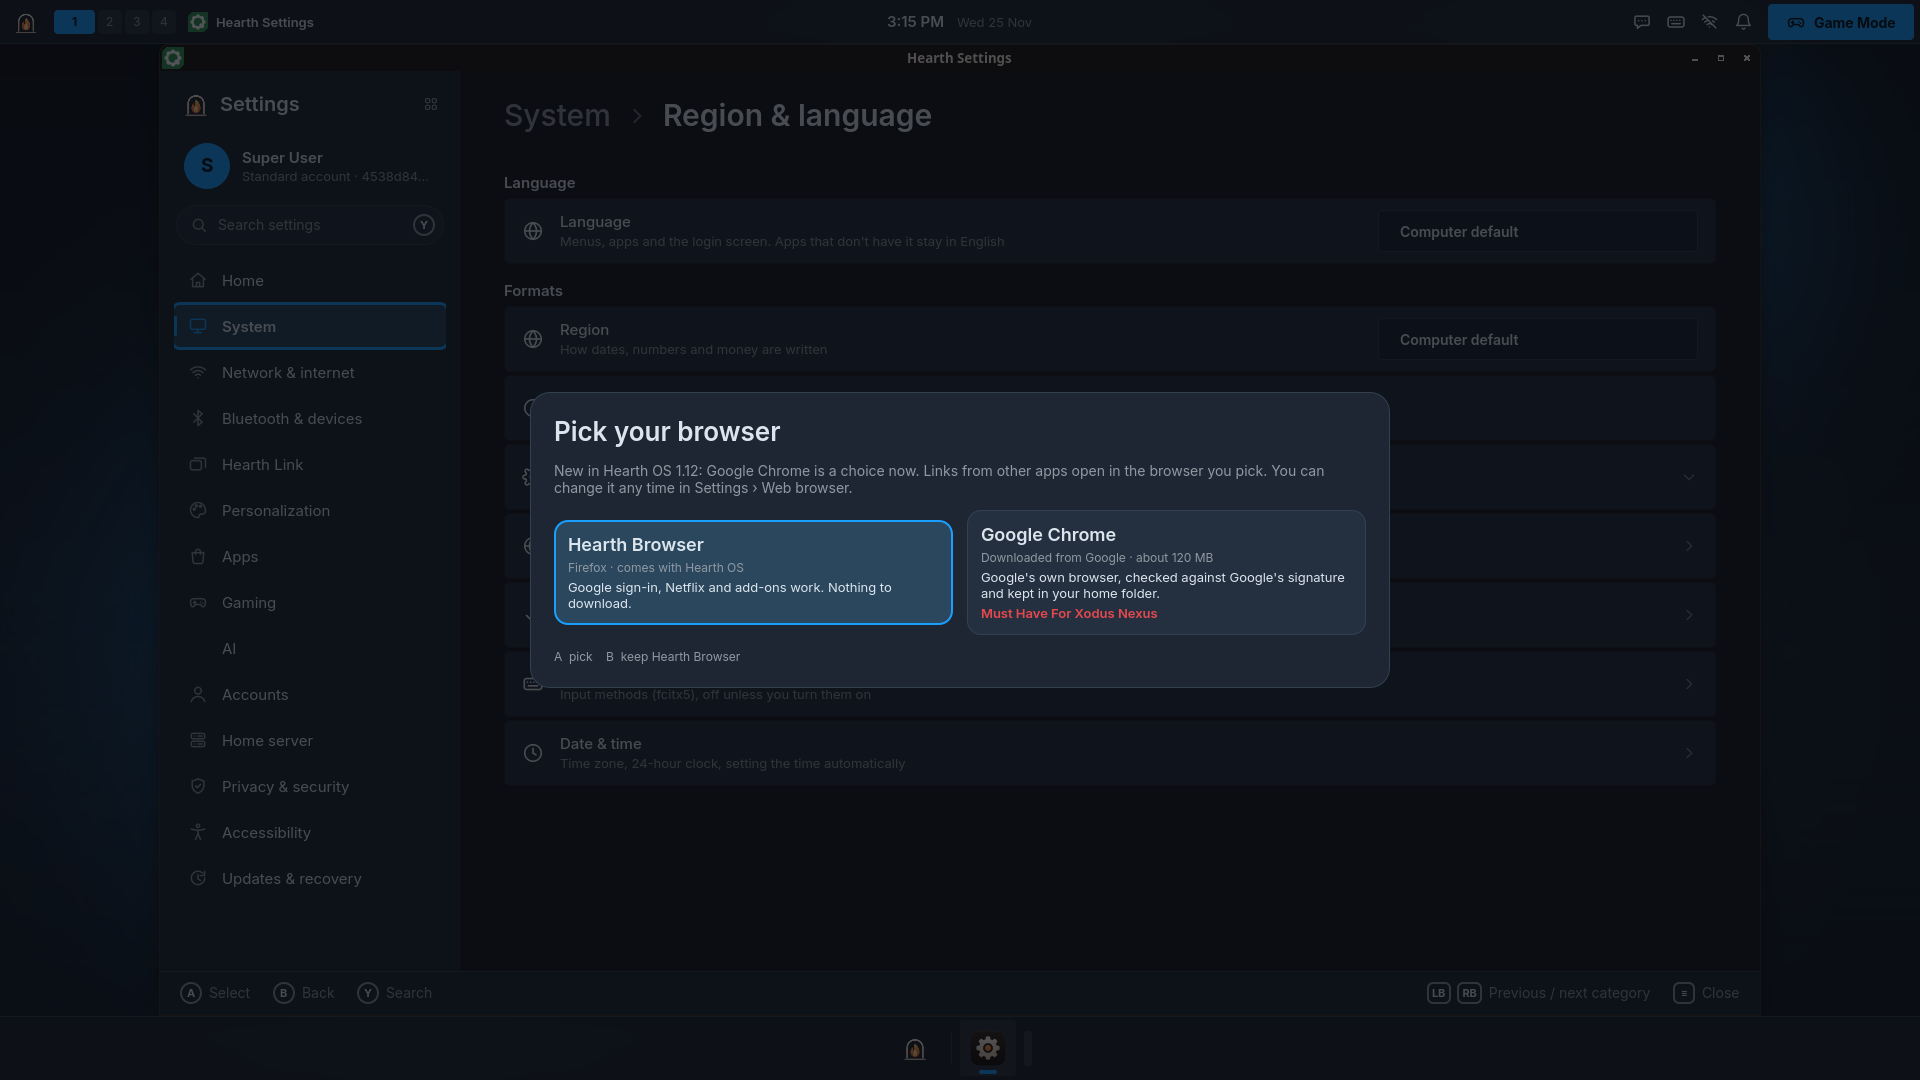 1 2 3 4 Hearth Settings
3:15 PM Wed 25 Nov
Game Mode
Hearth Settings
Settings
S
Super User
Standard account · 4538d84...
Search settings Y
Home
System
Network & internet
Bluetooth & devices
Hearth Link
Personalization
Apps
Gaming
AI
Accounts
Home server
Privacy & security
Accessibility
Updates & recovery
System > Region & language
Language
Language
Menus, apps and the login screen. Apps that don't have it stay in English
Computer default
Formats
Region
How dates, numbers and money are written
Computer default
Pick your browser
New in Hearth OS 1.12: Google Chrome is a choice now. Links from other apps open in the browser you pick. You can
change it any time in Settings › Web browser.
Hearth Browser
Firefox · comes with Hearth OS
Google sign-in, Netflix and add-ons work. Nothing to
download.
Google Chrome
Downloaded from Google · about 120 MB
Google's own browser, checked against Google's signature
and kept in your home folder.
Must Have For Xodus Nexus
A pick B keep Hearth Browser
Input methods (fcitx5), off unless you turn them on
Date & time
Time zone, 24-hour clock, setting the time automatically
A Select B Back Y Search
LB RB Previous / next category ≡ Close